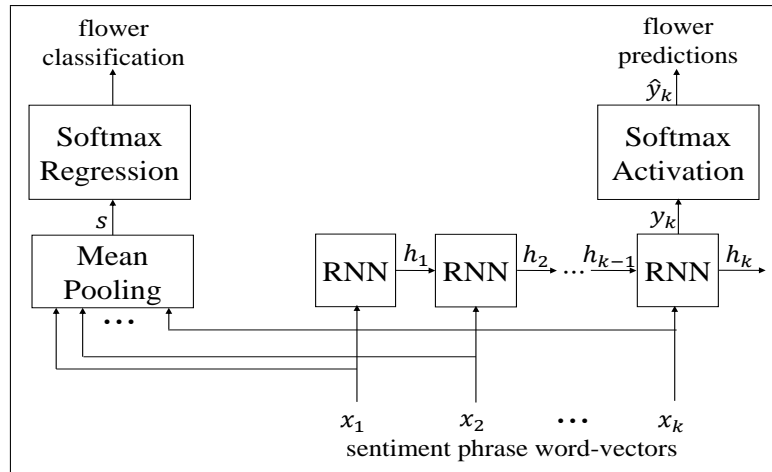 flower
classification
Softmax
Regression
s
Mean
Pooling
...
flower
predictions
ŷ_k
Softmax
Activation
y_k
RNN h_1 RNN h_2 ... h_{k−1} RNN h_k
x_1 x_2 ... x_k
sentiment phrase word-vectors